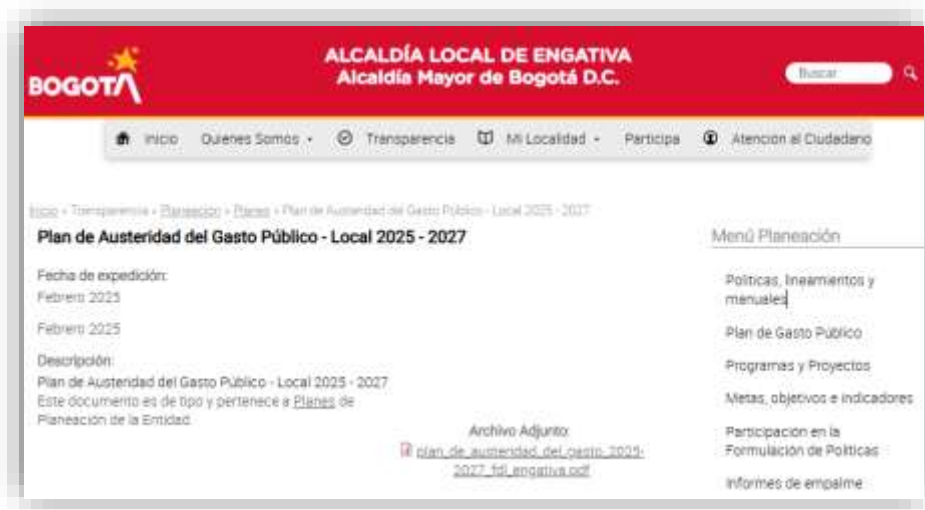 BOGOTÁ
ALCALDÍA LOCAL DE ENGATIVA
Alcaldía Mayor de Bogotá D.C.
Buscar
Inicio Quienes Somos Transparencia Mi Localidad Participa Atención al Ciudadano
Inicio » Transparencia » Planeación » Planes » Plan de Austeridad del Gasto Público - Local 2025 - 2027
Plan de Austeridad del Gasto Público - Local 2025 - 2027
Fecha de expedición:
Febrero 2025
Febrero 2025
Descripción:
Plan de Austeridad del Gasto Público - Local 2025 - 2027
Este documento es de tipo y pertenece a Planes de
Planeación de la Entidad
Archivo Adjunto:
plan_de_austeridad_del_gasto_2025-
2027_fdl_engativa.pdf
Menú Planeación
Políticas, lineamientos y
manuales
Plan de Gasto Público
Programas y Proyectos
Metas, objetivos e indicadores
Participación en la
Formulación de Políticas
Informes de empalme